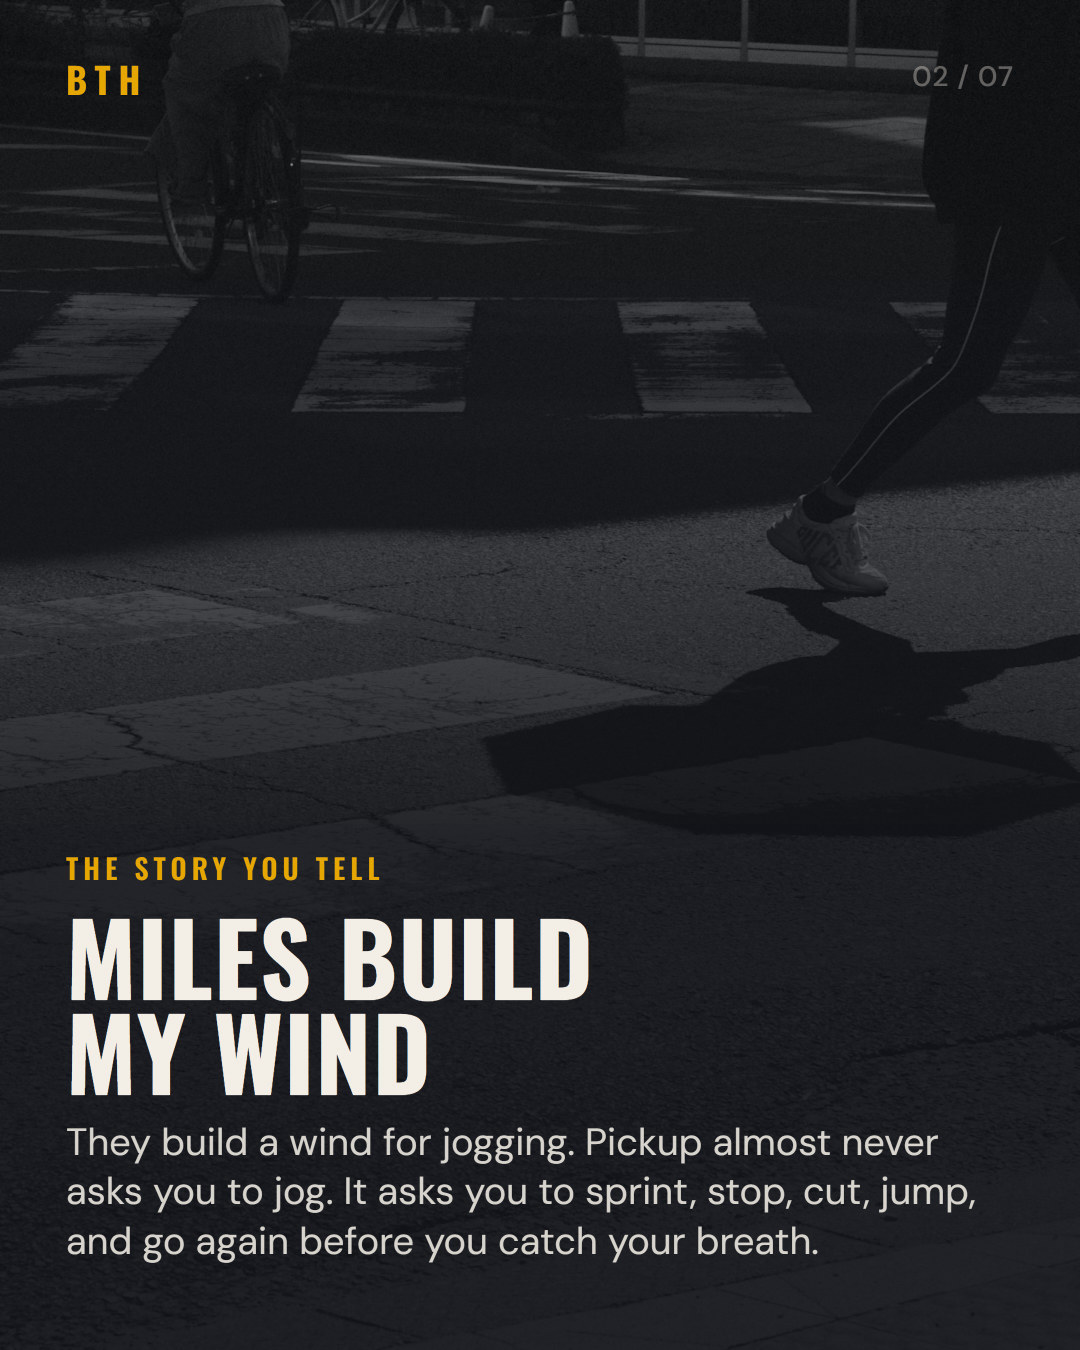 BTH
02 / 07
THE STORY YOU TELL
MILES BUILD
MY WIND
They build a wind for jogging. Pickup almost never
asks you to jog. It asks you to sprint, stop, cut, jump,
and go again before you catch your breath.